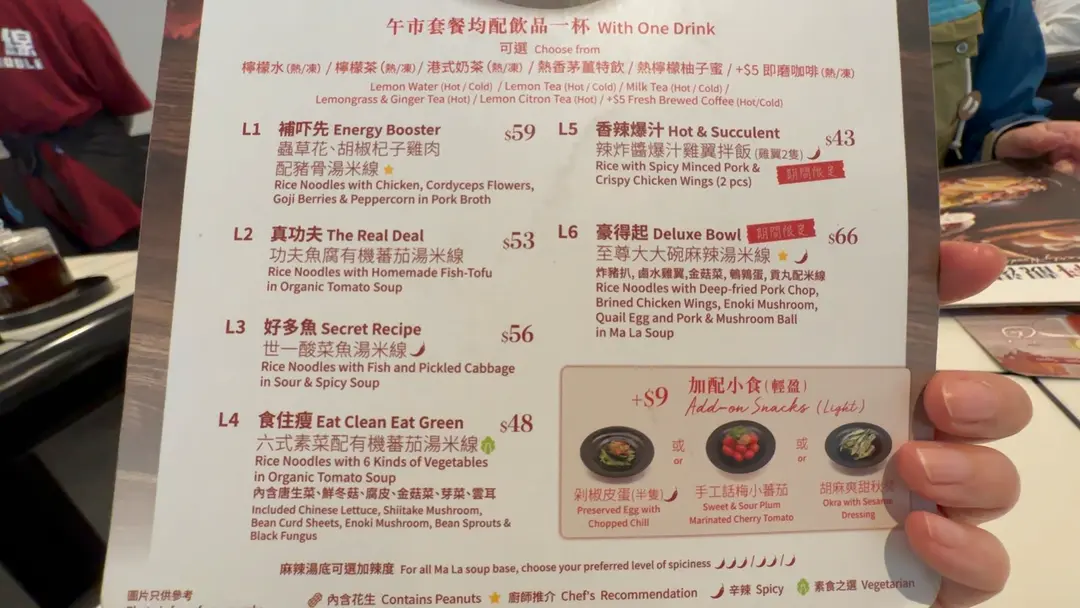 線
午市套餐均配飲品一杯 With One Drink
可選 Choose from
檸檬水(熱/凍) / 檸檬茶(熱/凍) / 港式奶茶(熱/凍) / 熱香茅薑特飲 / 熱檸檬柚子蜜 / +$5 即磨咖啡(熱/凍)
Lemon Water (Hot / Cold) / Lemon Tea (Hot / Cold) / Milk Tea (Hot / Cold) /
Lemongrass & Ginger Tea (Hot) / Lemon Citron Tea (Hot) / +$5 Fresh Brewed Coffee (Hot/Cold)
L1 補吓先 Energy Booster $59
蟲草花、胡椒杞子雞肉
配豬骨湯米線
Rice Noodles with Chicken, Cordyceps Flowers,
Goji Berries & Peppercorn in Pork Broth
L2 真功夫 The Real Deal $53
功夫魚腐有機蕃茄湯米線
Rice Noodles with Homemade Fish-Tofu
in Organic Tomato Soup
L3 好多魚 Secret Recipe $56
世一酸菜魚湯米線
Rice Noodles with Fish and Pickled Cabbage
in Sour & Spicy Soup
L4 食住瘦 Eat Clean Eat Green $48
六式素菜配有機蕃茄湯米線
Rice Noodles with 6 Kinds of Vegetables
in Organic Tomato Soup
內含唐生菜、鮮冬菇、腐皮、金菇菜、芽菜、雲耳
Included Chinese Lettuce, Shiitake Mushroom,
Bean Curd Sheets, Enoki Mushroom, Bean Sprouts &
Black Fungus
L5 香辣爆汁 Hot & Succulent $43
辣炸醬爆汁雞翼拌飯(雞翼2隻)
Rice with Spicy Minced Pork &
Crispy Chicken Wings (2 pcs)
期間限定
L6 豪得起 Deluxe Bowl 期間限定 $66
至尊大大碗麻辣湯米線
炸豬扒, 鹵水雞翼,金菇菜, 鵪鶉蛋, 貢丸配米線
Rice Noodles with Deep-fried Pork Chop,
Brined Chicken Wings, Enoki Mushroom,
Quail Egg and Pork & Mushroom Ball
in Ma La Soup
+$9 加配小食(輕盈)
Add-on Snacks (Light)
或
or
或
or
剁椒皮蛋(半隻)
Preserved Egg with
Chopped Chill
手工話梅小蕃茄
Sweet & Sour Plum
Marinated Cherry Tomato
胡麻爽甜秋葵
Okra with Sesame
Dressing
麻辣湯底可選加辣度 For all Ma La soup base, choose your preferred level of spiciness
圖片只供參考
內含花生 Contains Peanuts 廚師推介 Chef's Recommendation 辛辣 Spicy 素食之選 Vegetarian